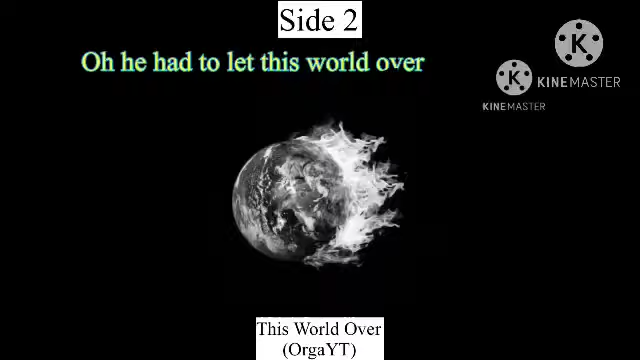 Side 2
Oh he had to let this world over
KINEMASTER
KINEMASTER
This World Over
(OrgaYT)